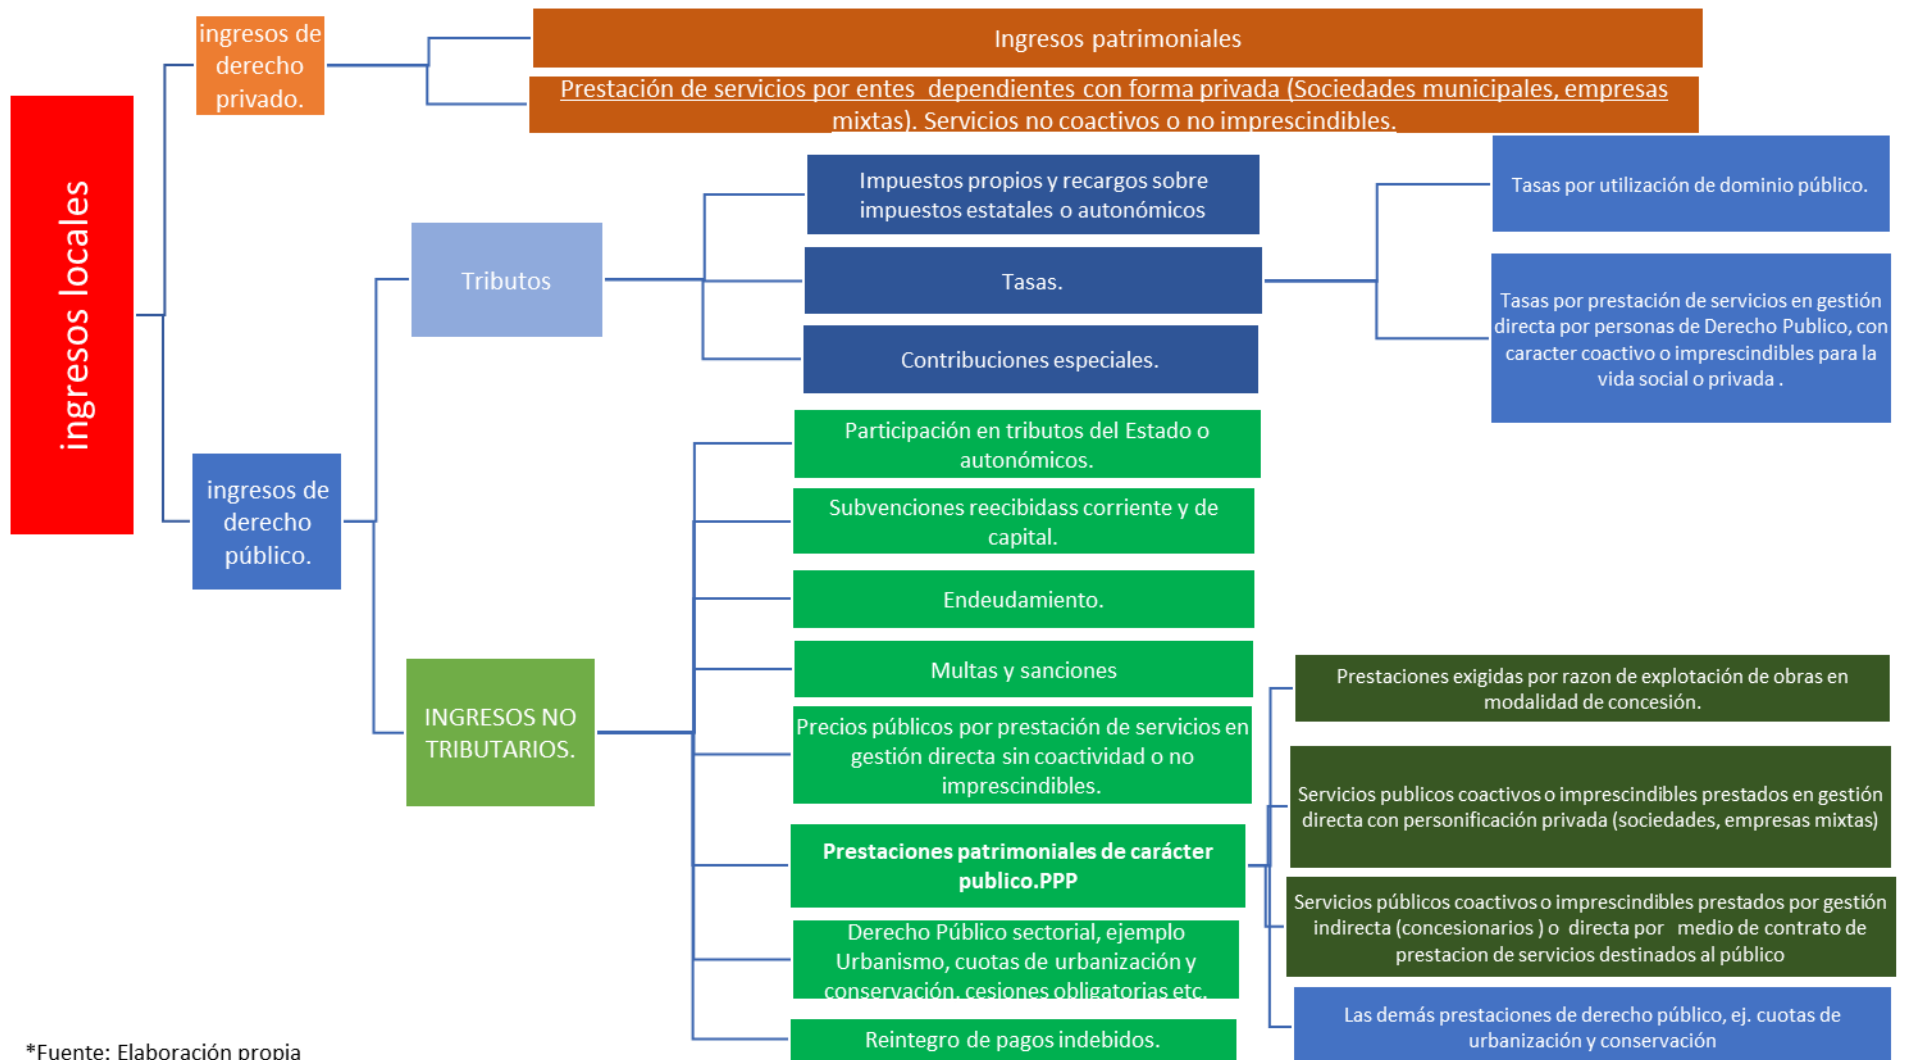 ingresos locales
ingresos de
derecho
privado.
Ingresos patrimoniales
Prestación de servicios por entes dependientes con forma privada (Sociedades municipales, empresas
mixtas). Servicios no coactivos o no imprescindibles.
ingresos de
derecho
público.
Tributos
Impuestos propios y recargos sobre
impuestos estatales o autonómicos
Tasas.
Tasas por utilización de dominio público.
Tasas por prestación de servicios en gestión
directa por personas de Derecho Publico, con
caracter coactivo o imprescindibles para la
vida social o privada .
Contribuciones especiales.
INGRESOS NO
TRIBUTARIOS.
Participación en tributos del Estado o
autonómicos.
Subvenciones reecibidass corriente y de
capital.
Endeudamiento.
Multas y sanciones
Precios públicos por prestación de servicios en
gestión directa sin coactividad o no
imprescindibles.
Prestaciones patrimoniales de carácter
publico.PPP
Prestaciones exigidas por razon de explotación de obras en
modalidad de concesión.
Servicios publicos coactivos o imprescindibles prestados en gestión
directa con personificación privada (sociedades, empresas mixtas)
Servicios públicos coactivos o imprescindibles prestados por gestión
indirecta (concesionarios ) o directa por medio de contrato de
prestacion de servicios destinados al público
Las demás prestaciones de derecho público, ej. cuotas de
urbanización y conservación
Derecho Público sectorial, ejemplo
Urbanismo, cuotas de urbanización y
conservación, cesiones obligatorias etc.
Reintegro de pagos indebidos.
*Fuente: Elaboración propia